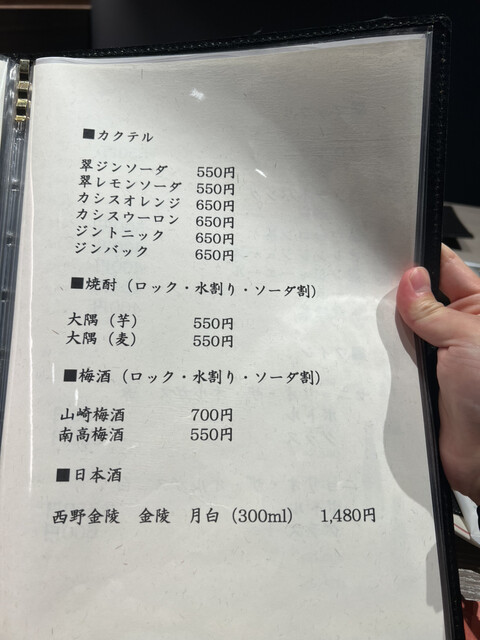 ■カクテル
翠ジンソーダ 550円
翠レモンソーダ 550円
カシスオレンジ 650円
カシスウーロン 650円
ジントニック 650円
ジンバック 650円
■焼酎（ロック・水割り・ソーダ割）
大隅（芋） 550円
大隅（麦） 550円
■梅酒（ロック・水割り・ソーダ割）
山崎梅酒 700円
南高梅酒 550円
■日本酒
西野金陵 金陵 月白（300ml） 1,480円